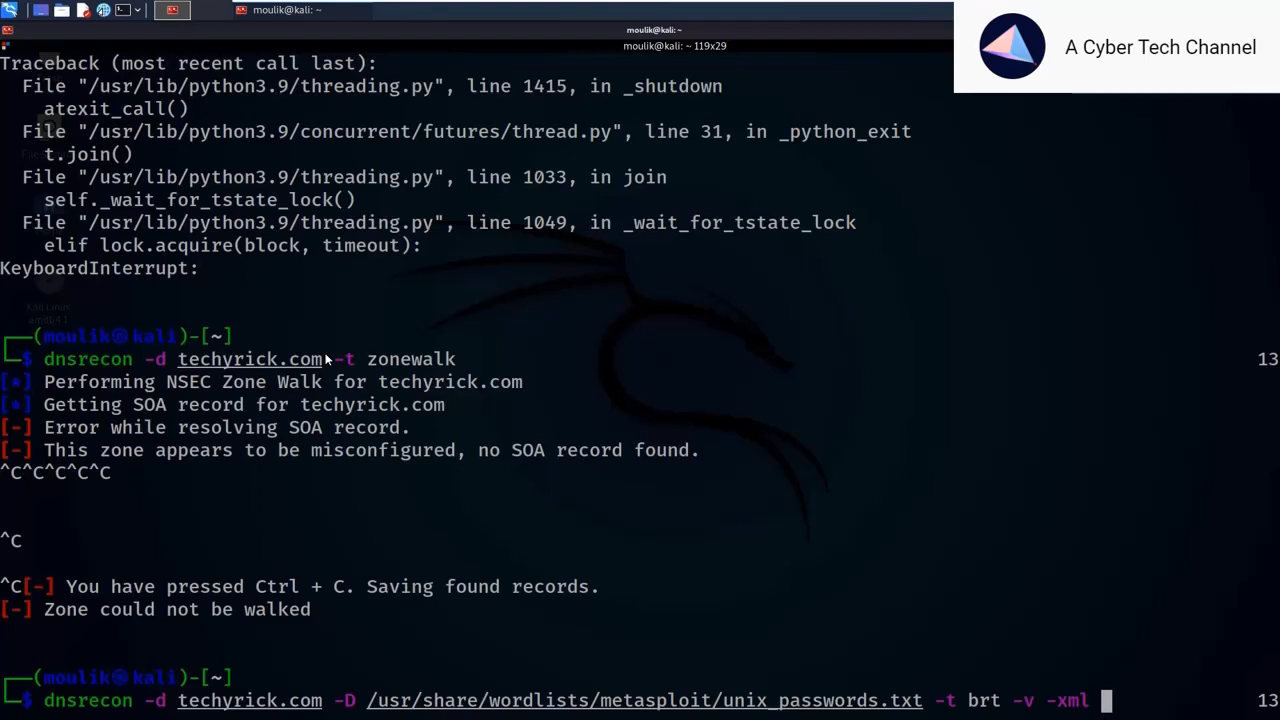 moulik@kali: ~
moulik@kali: ~
moulik@kali: ~ 119x29
A Cyber Tech Channel
Traceback (most recent call last):
File "/usr/lib/python3.9/threading.py", line 1415, in _shutdown
atexit_call()
File "/usr/lib/python3.9/concurrent/futures/thread.py", line 31, in _python_exit
t.join()
File "/usr/lib/python3.9/threading.py", line 1033, in join
self._wait_for_tstate_lock()
File "/usr/lib/python3.9/threading.py", line 1049, in _wait_for_tstate_lock
elif lock.acquire(block, timeout):
KeyboardInterrupt:
┌──(moulik㉿kali)-[~]
└─$ dnsrecon -d techyrick.com -t zonewalk 13
[*] Performing NSEC Zone Walk for techyrick.com
[*] Getting SOA record for techyrick.com
[-] Error while resolving SOA record.
[-] This zone appears to be misconfigured, no SOA record found.
^C^C^C^C^C
^C
^C[-] You have pressed Ctrl + C. Saving found records.
[-] Zone could not be walked
┌──(moulik㉿kali)-[~]
└─$ dnsrecon -d techyrick.com -D /usr/share/wordlists/metasploit/unix_passwords.txt -t brt -v -xml 13